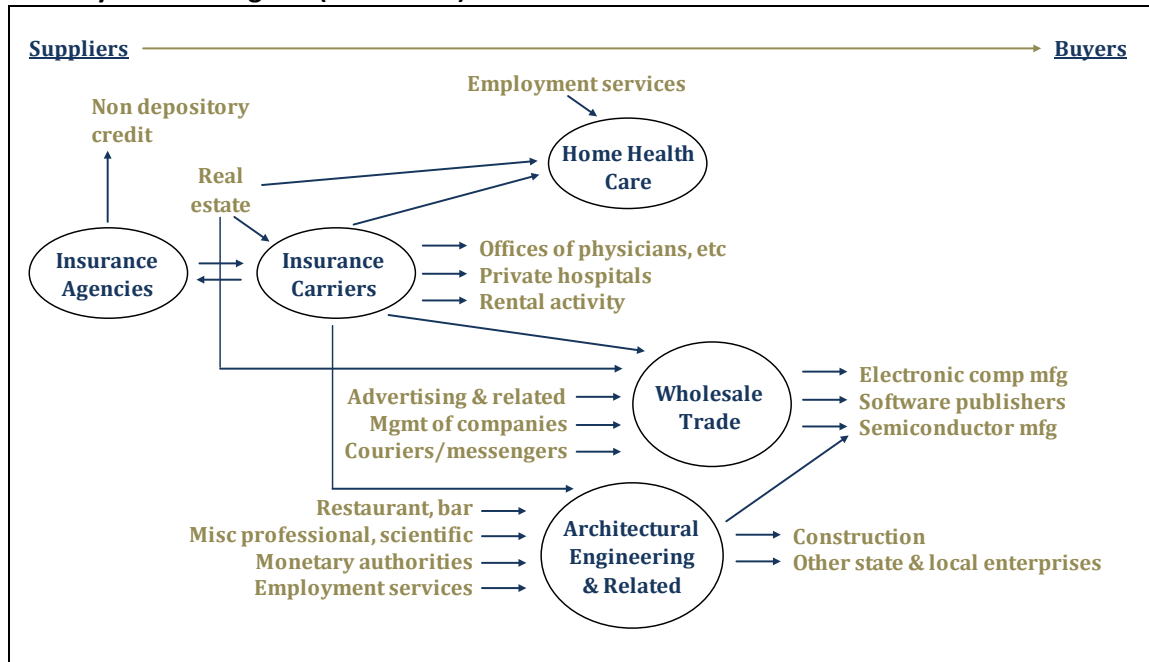 Suppliers
Buyers
Employment services
Non depository
credit
Home Health
Care
Real
estate
Insurance
Agencies
Insurance
Carriers
Offices of physicians, etc
Private hospitals
Rental activity
Advertising & related
Mgmt of companies
Couriers/messengers
Wholesale
Trade
Electronic comp mfg
Software publishers
Semiconductor mfg
Restaurant, bar
Misc professional, scientific
Monetary authorities
Employment services
Architectural
Engineering
& Related
Construction
Other state & local enterprises